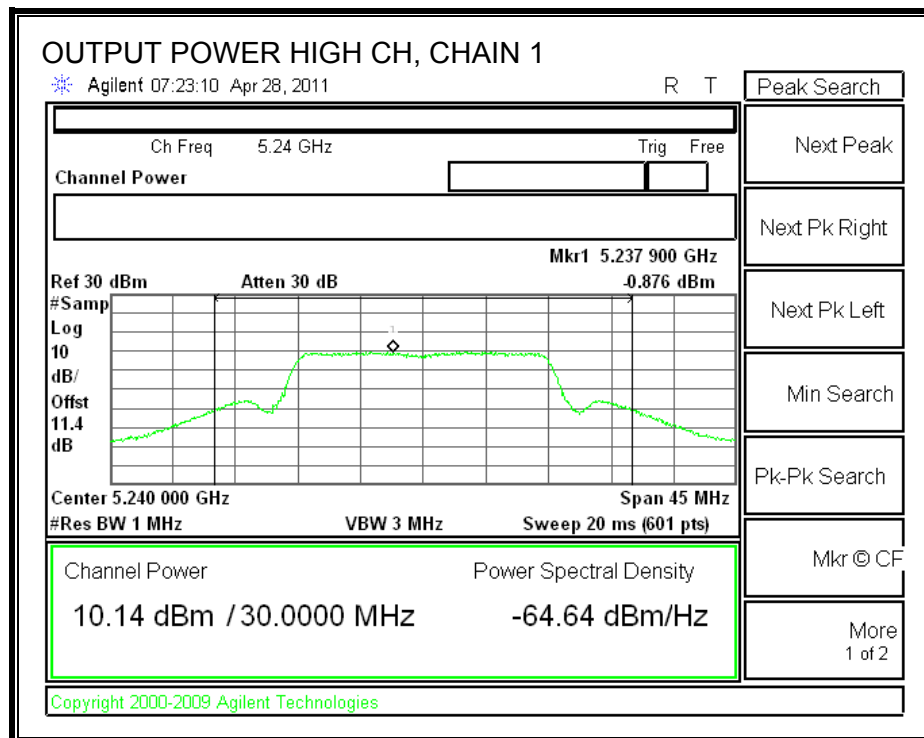 OUTPUT POWER HIGH CH, CHAIN 1
Agilent 07:23:10 Apr 28, 2011 R T
Peak Search
Ch Freq 5.24 GHz Trig Free
Next Peak
Channel Power
Next Pk Right
Mkr1 5.237 900 GHz
Ref 30 dBm Atten 30 dB -0.876 dBm
#Samp
Log
10
dB/
Offst
11.4
dB
1
Next Pk Left
Min Search
Pk-Pk Search
Center 5.240 000 GHz Span 45 MHz
#Res BW 1 MHz VBW 3 MHz Sweep 20 ms (601 pts)
Channel Power Power Spectral Density
Mkr © CF
10.14 dBm / 30.0000 MHz -64.64 dBm/Hz
More
1 of 2
Copyright 2000-2009 Agilent Technologies